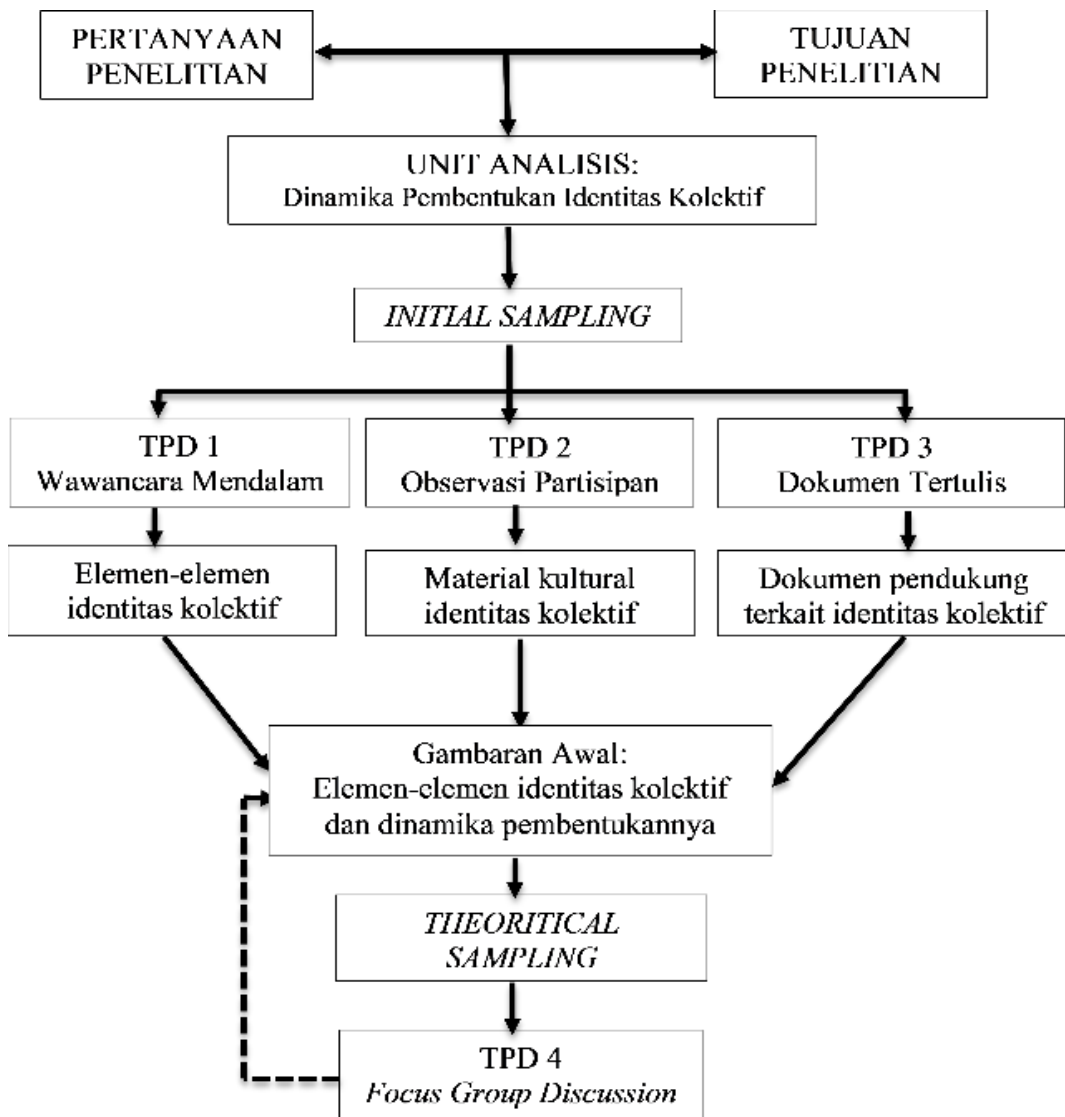 PERTANYAAN
PENELITIAN
TUJUAN
PENELITIAN
UNIT ANALISIS:
Dinamika Pembentukan Identitas Kolektif
INITIAL SAMPLING
TPD 1
Wawancara Mendalam
TPD 2
Observasi Partisipan
TPD 3
Dokumen Tertulis
Elemen-elemen
identitas kolektif
Material kultural
identitas kolektif
Dokumen pendukung
terkait identitas kolektif
Gambaran Awal:
Elemen-elemen identitas kolektif
dan dinamika pembentukannya
THEORITICAL
SAMPLING
TPD 4
Focus Group Discussion